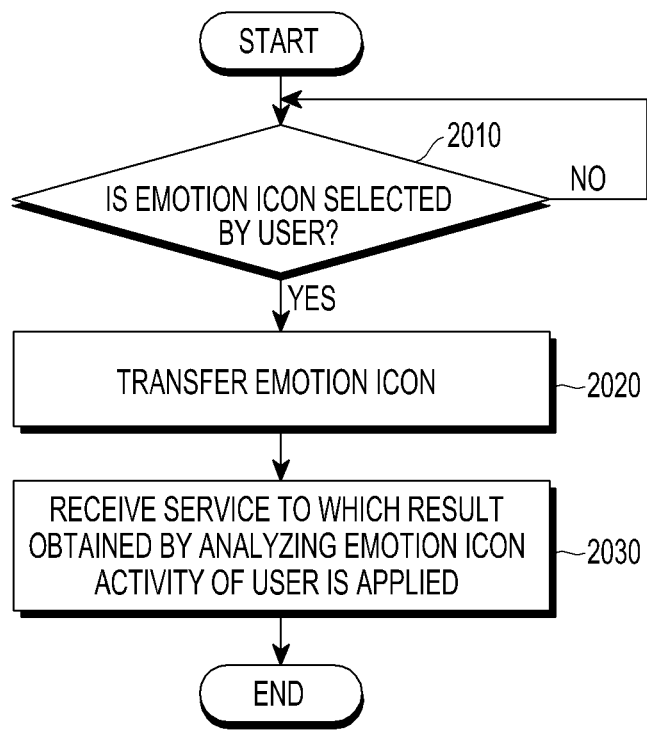 START
2010
IS EMOTION ICON SELECTED
BY USER?
NO
YES
TRANSFER EMOTION ICON
2020
RECEIVE SERVICE TO WHICH RESULT
OBTAINED BY ANALYZING EMOTION ICON
ACTIVITY OF USER IS APPLIED
2030
END